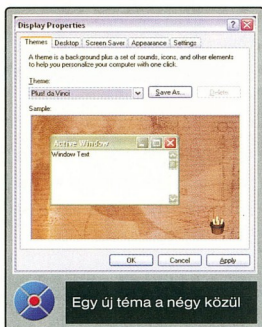 Display Properties
Themes Desktop Screen Saver Appearance Settings
A theme is a background plus a set of sounds, icons, and other elements
to help you personalize your computer with one click.
Theme:
Plus! da Vinci
Save As...
Delete
Sample:
Active Window
Window Text
OK Cancel Apply
Egy új téma a négy közül